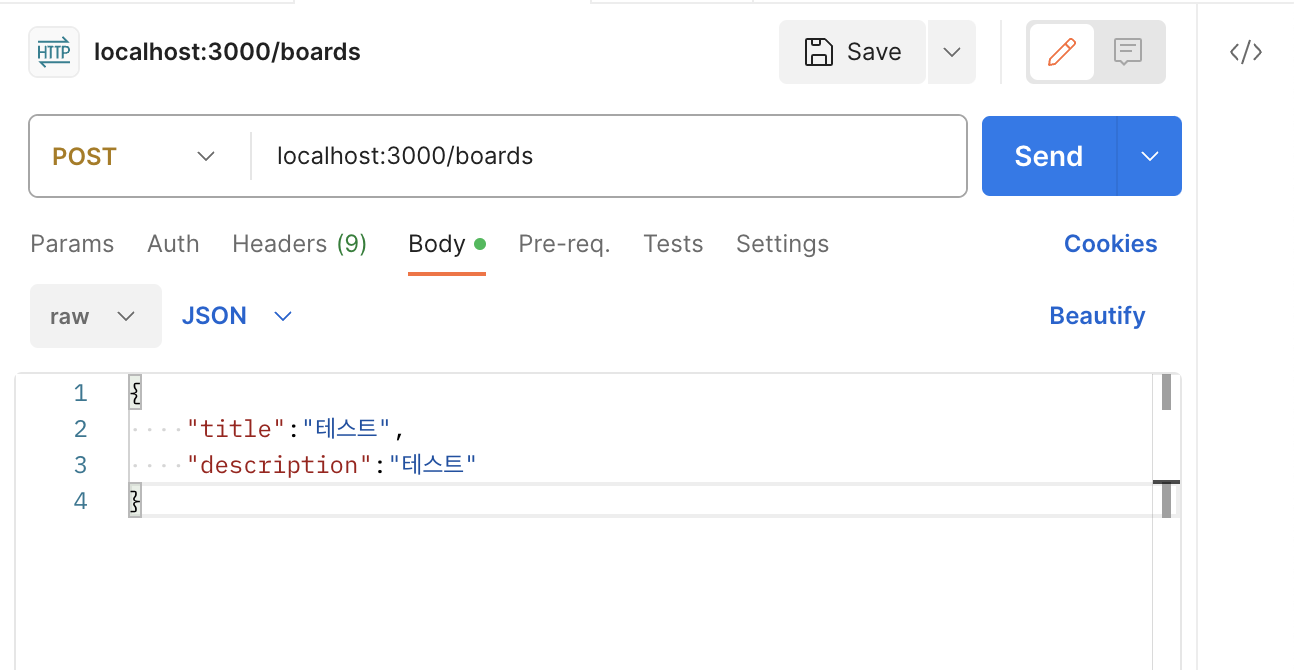 HTTP localhost:3000/boards Save </>
POST localhost:3000/boards Send
Params Auth Headers (9) Body Pre-req. Tests Settings Cookies
raw JSON Beautify
1 {
2 "title":"테스트",
3 "description":"테스트"
4 }